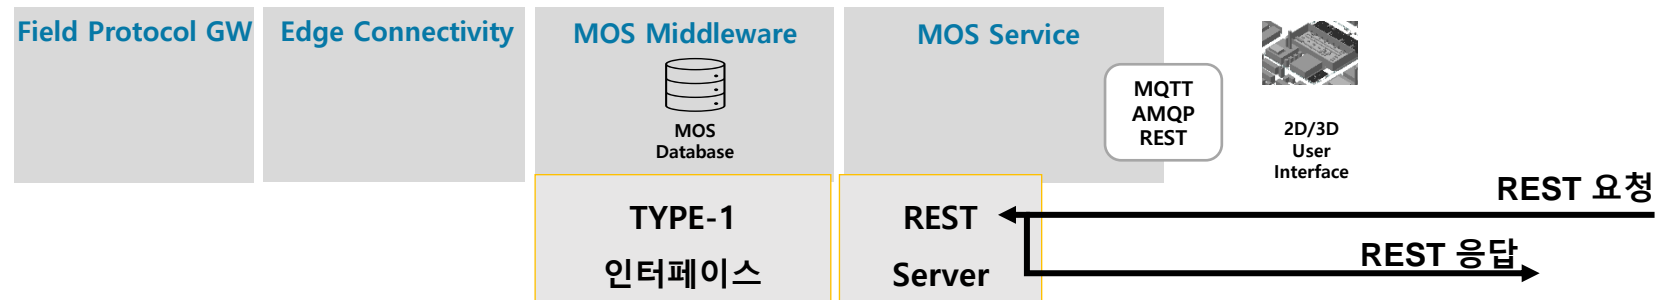 Field Protocol GW
Edge Connectivity
MOS Middleware
MOS Service
MOS
Database
MQTT
AMQP
REST
2D/3D
User
Interface
REST 요청
TYPE-1
인터페이스
REST
Server
REST 응답